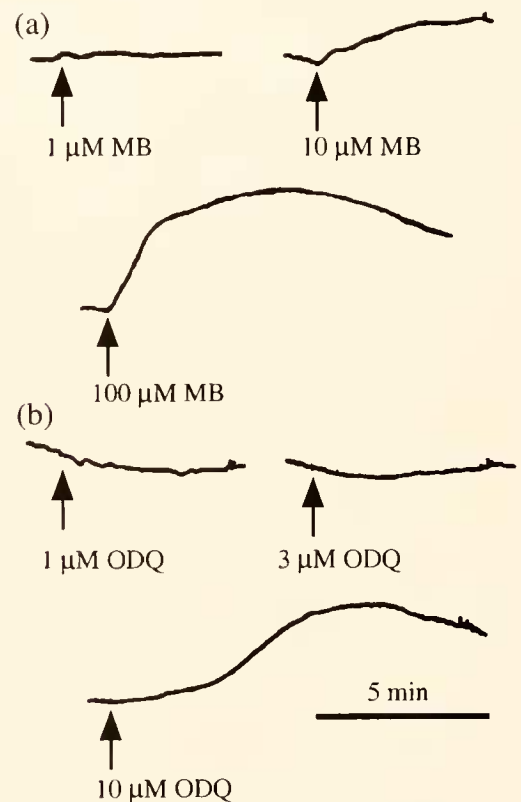 (a)
1 μM MB
10 μM MB
100 μM MB
(b)
1 μM ODQ
3 μM ODQ
5 min
10 μM ODQ